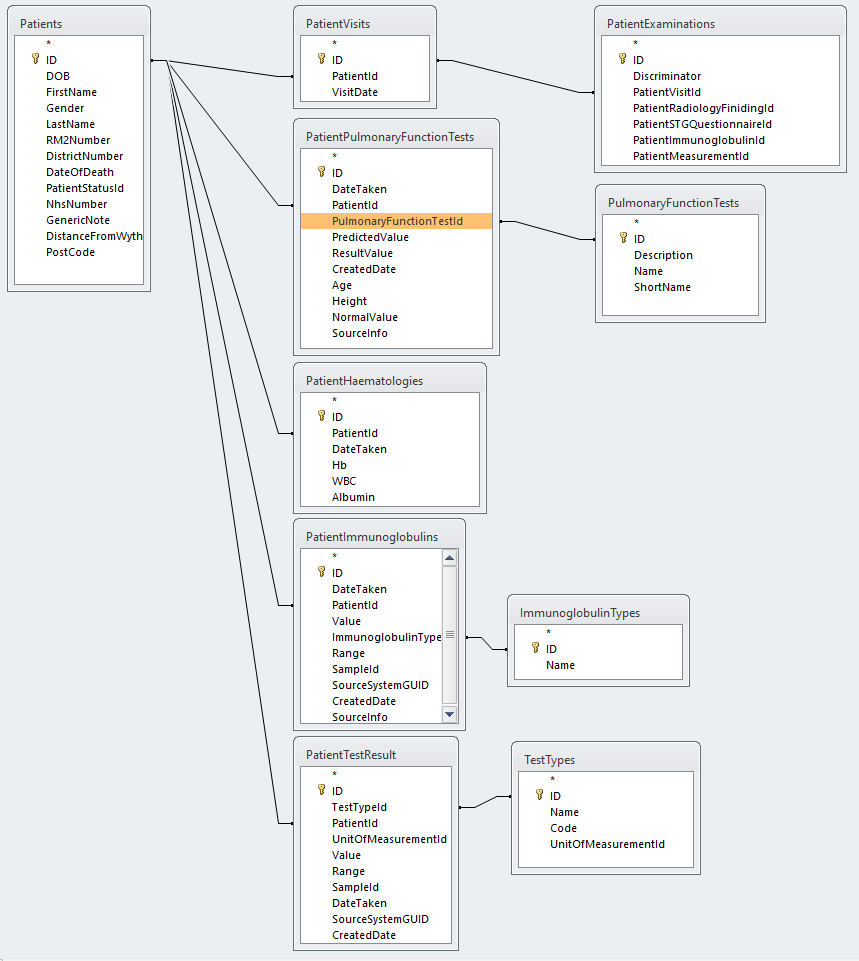 Patients
*
ID
DOB
FirstName
Gender
LastName
RM2Number
DistrictNumber
DateOfDeath
PatientStatusId
NhsNumber
GenericNote
DistanceFromWyth
PostCode
PatientVisits
*
ID
PatientId
VisitDate
PatientExaminations
*
ID
Discriminator
PatientVisitId
PatientRadiologyFinidingId
PatientSTGQuestionnaireId
PatientImmunoglobulinId
PatientMeasurementId
PatientPulmonaryFunctionTests
*
ID
DateTaken
PatientId
PulmonaryFunctionTestId
PredictedValue
ResultValue
CreatedDate
Age
Height
NormalValue
SourceInfo
PulmonaryFunctionTests
*
ID
Description
Name
ShortName
PatientHaematologies
*
ID
PatientId
DateTaken
Hb
WBC
Albumin
PatientImmunoglobulins
*
ID
DateTaken
PatientId
Value
ImmunoglobulinType
Range
SampleId
SourceSystemGUID
CreatedDate
SourceInfo
ImmunoglobulinTypes
*
ID
Name
PatientTestResult
*
ID
TestTypeId
PatientId
UnitOfMeasurementId
Value
Range
SampleId
DateTaken
SourceSystemGUID
CreatedDate
TestTypes
*
ID
Name
Code
UnitOfMeasurementId